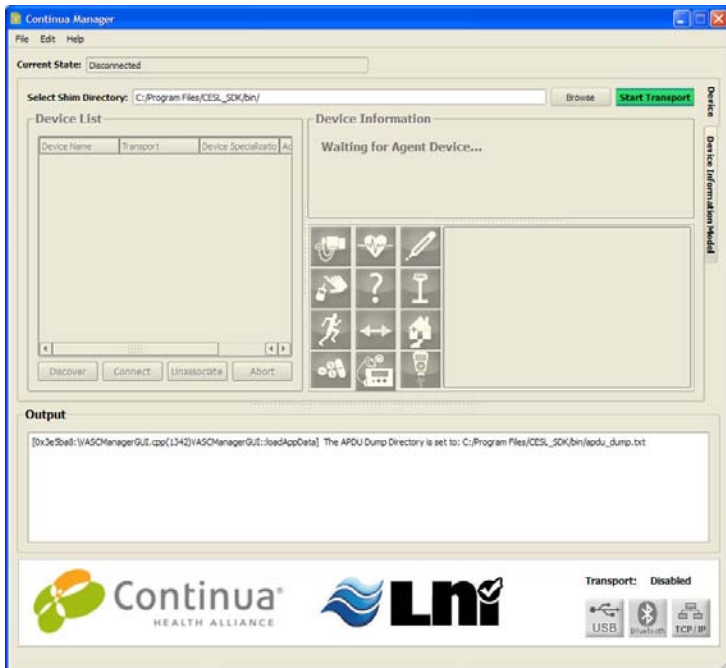 Continua Manager
File Edit Help
Current State: Disconnected
Select Shim Directory: C:/Program Files/CESL_SDK/bin/ Browse Start Transport
Device
Device Information Model
Device List
Device Name Transport Device Specializatio Ac
Discover Connect Unassociate Abort
Device Information
Waiting for Agent Device...
?
Output
[0x3e5ba8:\VASCManagerGUI.cpp(1342)VASCManagerGUI::loadAppData] The APDU Dump Directory is set to: C:/Program Files/CESL_SDK/bin/apdu_dump.txt
Continua®
HEALTH ALLIANCE
LNi
Transport: Disabled
USB Bluetooth TCP/IP